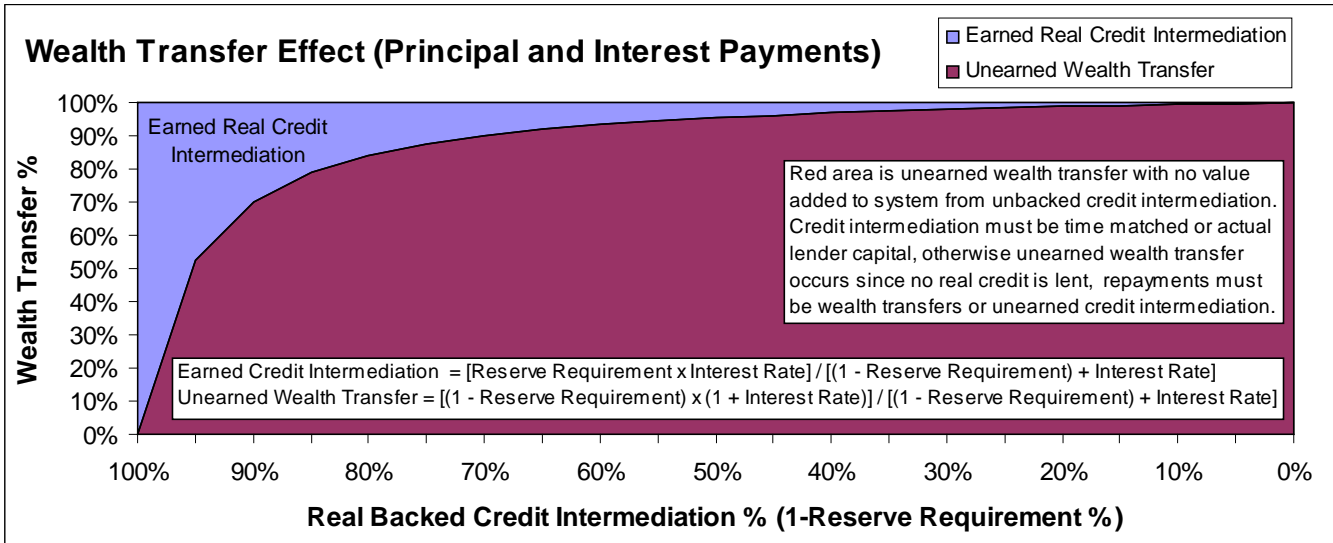 Wealth Transfer Effect (Principal and Interest Payments)
Earned Real Credit Intermediation
Unearned Wealth Transfer
Wealth Transfer %
100%
90%
80%
70%
60%
50%
40%
30%
20%
10%
0%
Earned Real Credit
Intermediation
Red area is unearned wealth transfer with no value
added to system from unbacked credit intermediation.
Credit intermediation must be time matched or actual
lender capital, otherwise unearned wealth transfer
occurs since no real credit is lent, repayments must
be wealth transfers or unearned credit intermediation.
Earned Credit Intermediation = [Reserve Requirement x Interest Rate] / [(1 - Reserve Requirement) + Interest Rate]
Unearned Wealth Transfer = [(1 - Reserve Requirement) x (1 + Interest Rate)] / [(1 - Reserve Requirement) + Interest Rate]
100% 90% 80% 70% 60% 50% 40% 30% 20% 10% 0%
Real Backed Credit Intermediation % (1-Reserve Requirement %)